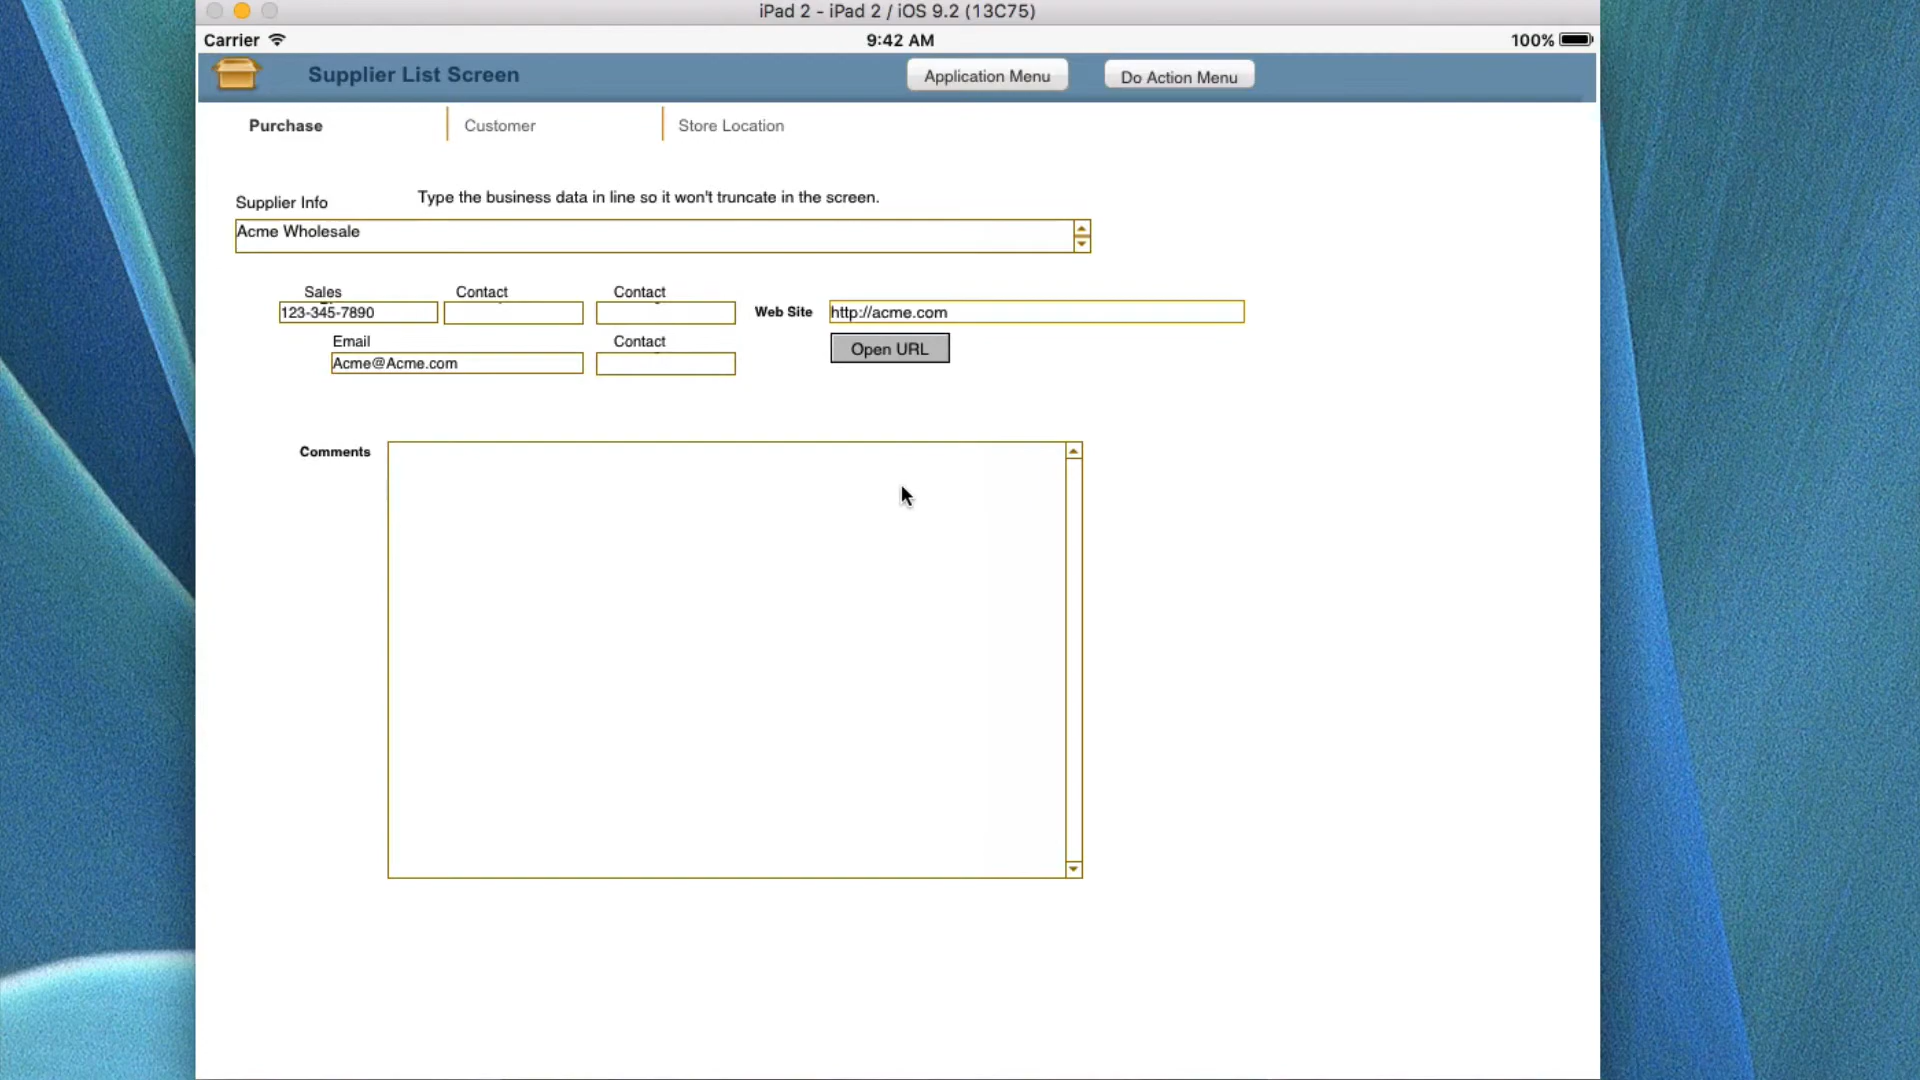 iPad 2 - iPad 2 / iOS 9.2 (13C75)
Carrier 9:42 AM 100%
Supplier List Screen Application Menu Do Action Menu
Purchase Customer Store Location
Supplier Info Type the business data in line so it won't truncate in the screen.
Acme Wholesale
Sales Contact Contact
123-345-7890 Web Site http://acme.com
Email Contact Open URL
Acme@Acme.com
Comments